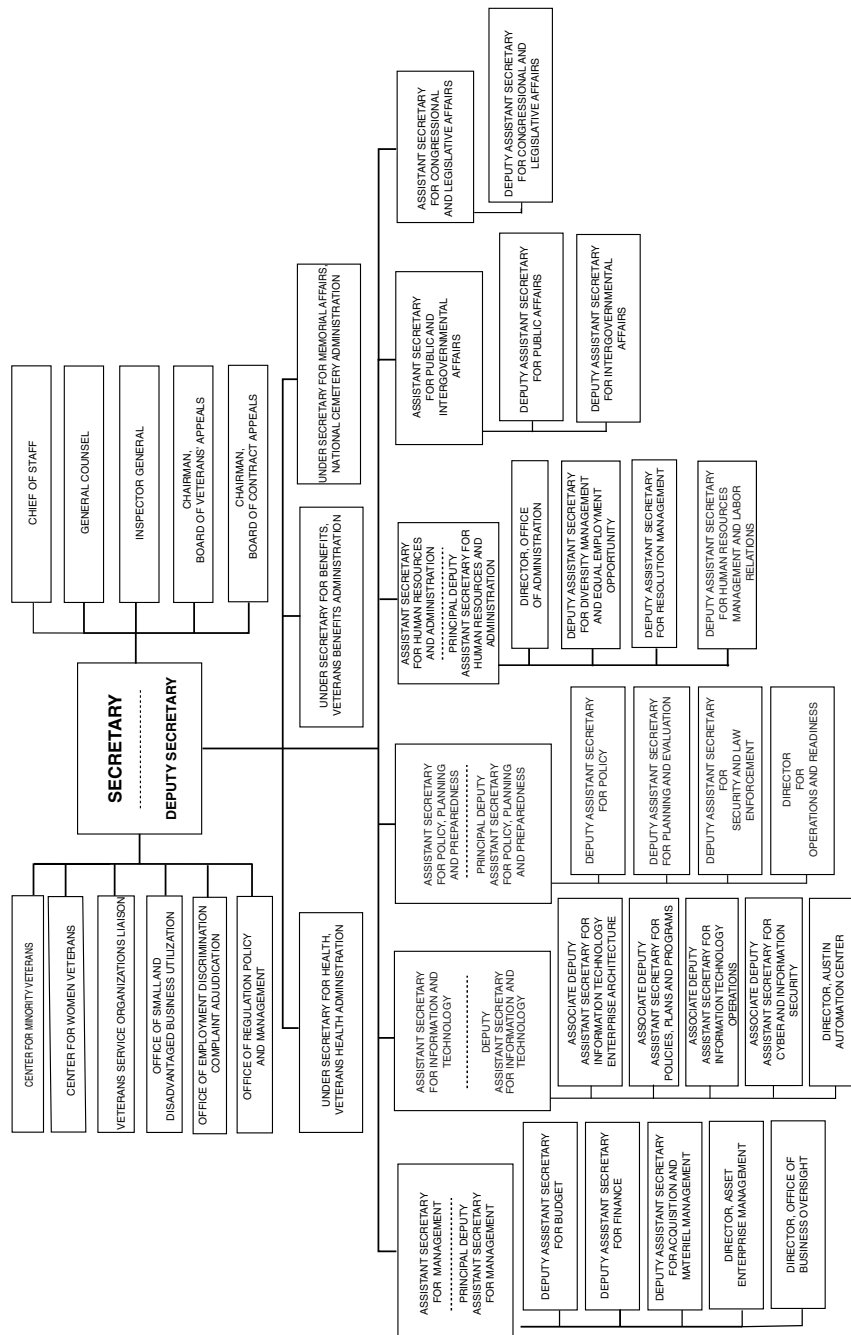 SECRETARY
DEPUTY SECRETARY
CENTER FOR MINORITY VETERANS
CENTER FOR WOMEN VETERANS
VETERANS SERVICE ORGANIZATIONS LIAISON
OFFICE OF SMALL AND
DISADVANTAGED BUSINESS UTILIZATION
OFFICE OF EMPLOYMENT DISCRIMINATION
COMPLAINT ADJUDICATION
OFFICE OF REGULATION POLICY
AND MANAGEMENT
CHIEF OF STAFF
GENERAL COUNSEL
INSPECTOR GENERAL
CHAIRMAN,
BOARD OF VETERANS' APPEALS
CHAIRMAN,
BOARD OF CONTRACT APPEALS
UNDER SECRETARY FOR HEALTH,
VETERANS HEALTH ADMINISTRATION
UNDER SECRETARY FOR BENEFITS,
VETERANS BENEFITS ADMINISTRATION
UNDER SECRETARY FOR MEMORIAL AFFAIRS,
NATIONAL CEMETERY ADMINISTRATION
ASSISTANT SECRETARY
FOR MANAGEMENT
PRINCIPAL DEPUTY
ASSISTANT SECRETARY
FOR MANAGEMENT
DEPUTY ASSISTANT SECRETARY
FOR BUDGET
DEPUTY ASSISTANT SECRETARY
FOR FINANCE
DEPUTY ASSISTANT SECRETARY
FOR ACQUISITION AND
MATERIEL MANAGEMENT
DIRECTOR, ASSET
ENTERPRISE MANAGEMENT
DIRECTOR, OFFICE OF
BUSINESS OVERSIGHT
ASSISTANT SECRETARY
FOR INFORMATION AND
TECHNOLOGY
DEPUTY
ASSISTANT SECRETARY
FOR INFORMATION AND
TECHNOLOGY
ASSOCIATE DEPUTY
ASSISTANT SECRETARY FOR
INFORMATION TECHNOLOGY
ENTERPRISE ARCHITECTURE
ASSOCIATE DEPUTY
ASSISTANT SECRETARY FOR
POLICIES, PLANS AND PROGRAMS
ASSOCIATE DEPUTY
ASSISTANT SECRETARY FOR
INFORMATION TECHNOLOGY
OPERATIONS
ASSOCIATE DEPUTY
ASSISTANT SECRETARY FOR
CYBER AND INFORMATION
SECURITY
DIRECTOR, AUSTIN
AUTOMATION CENTER
ASSISTANT SECRETARY
FOR POLICY, PLANNING
AND PREPAREDNESS
PRINCIPAL DEPUTY
ASSISTANT SECRETARY
FOR POLICY, PLANNING
AND PREPAREDNESS
DEPUTY ASSISTANT SECRETARY
FOR POLICY
DEPUTY ASSISTANT SECRETARY
FOR PLANNING AND EVALUATION
DEPUTY ASSISTANT SECRETARY
FOR
SECURITY AND LAW
ENFORCEMENT
DIRECTOR
FOR
OPERATIONS AND READINESS
ASSISTANT SECRETARY
FOR HUMAN RESOURCES
AND ADMINISTRATION
PRINCIPAL DEPUTY
ASSISTANT SECRETARY FOR
HUMAN RESOURCES AND
ADMINISTRATION
DIRECTOR, OFFICE
OF ADMINISTRATION
DEPUTY ASSISTANT SECRETARY
FOR DIVERSITY MANAGEMENT
AND EQUAL EMPLOYMENT
OPPORTUNITY
DEPUTY ASSISTANT SECRETARY
FOR RESOLUTION MANAGEMENT
DEPUTY ASSISTANT SECRETARY
FOR HUMAN RESOURCES
MANAGEMENT AND LABOR
RELATIONS
ASSISTANT SECRETARY
FOR PUBLIC AND
INTERGOVERNMENTAL
AFFAIRS
DEPUTY ASSISTANT SECRETARY
FOR PUBLIC AFFAIRS
DEPUTY ASSISTANT SECRETARY
FOR INTERGOVERNMENTAL
AFFAIRS
ASSISTANT SECRETARY
FOR CONGRESSIONAL
AND LEGISLATIVE AFFAIRS
DEPUTY ASSISTANT SECRETARY
FOR CONGRESSIONAL AND
LEGISLATIVE AFFAIRS